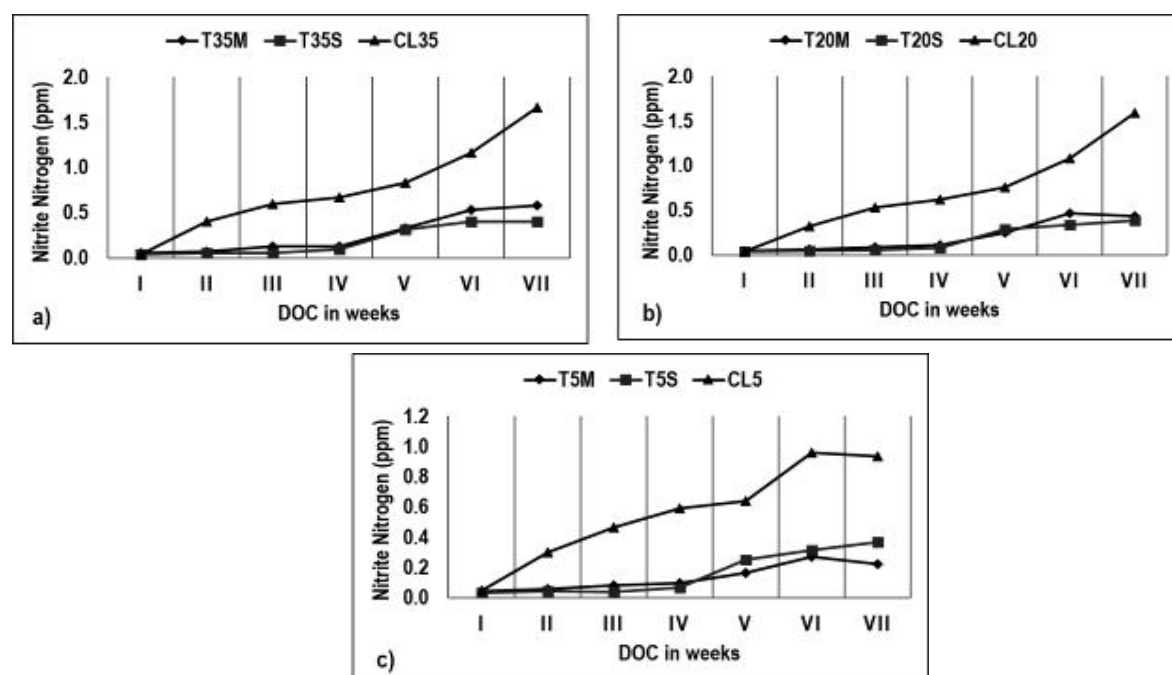 T35M T35S CL35
2.0
1.5
1.0
0.5
0.0
Nitrite Nitrogen (ppm)
I II III IV V VI VII
DOC in weeks
a)
T20M T20S CL20
2.0
1.5
1.0
0.5
0.0
Nitrite Nitrogen (ppm)
I II III IV V VI VII
DOC in weeks
b)
T5M T5S CL5
1.2
1.0
0.8
0.6
0.4
0.2
0.0
Nitrite Nitrogen (ppm)
I II III IV V VI VII
DOC in weeks
c)